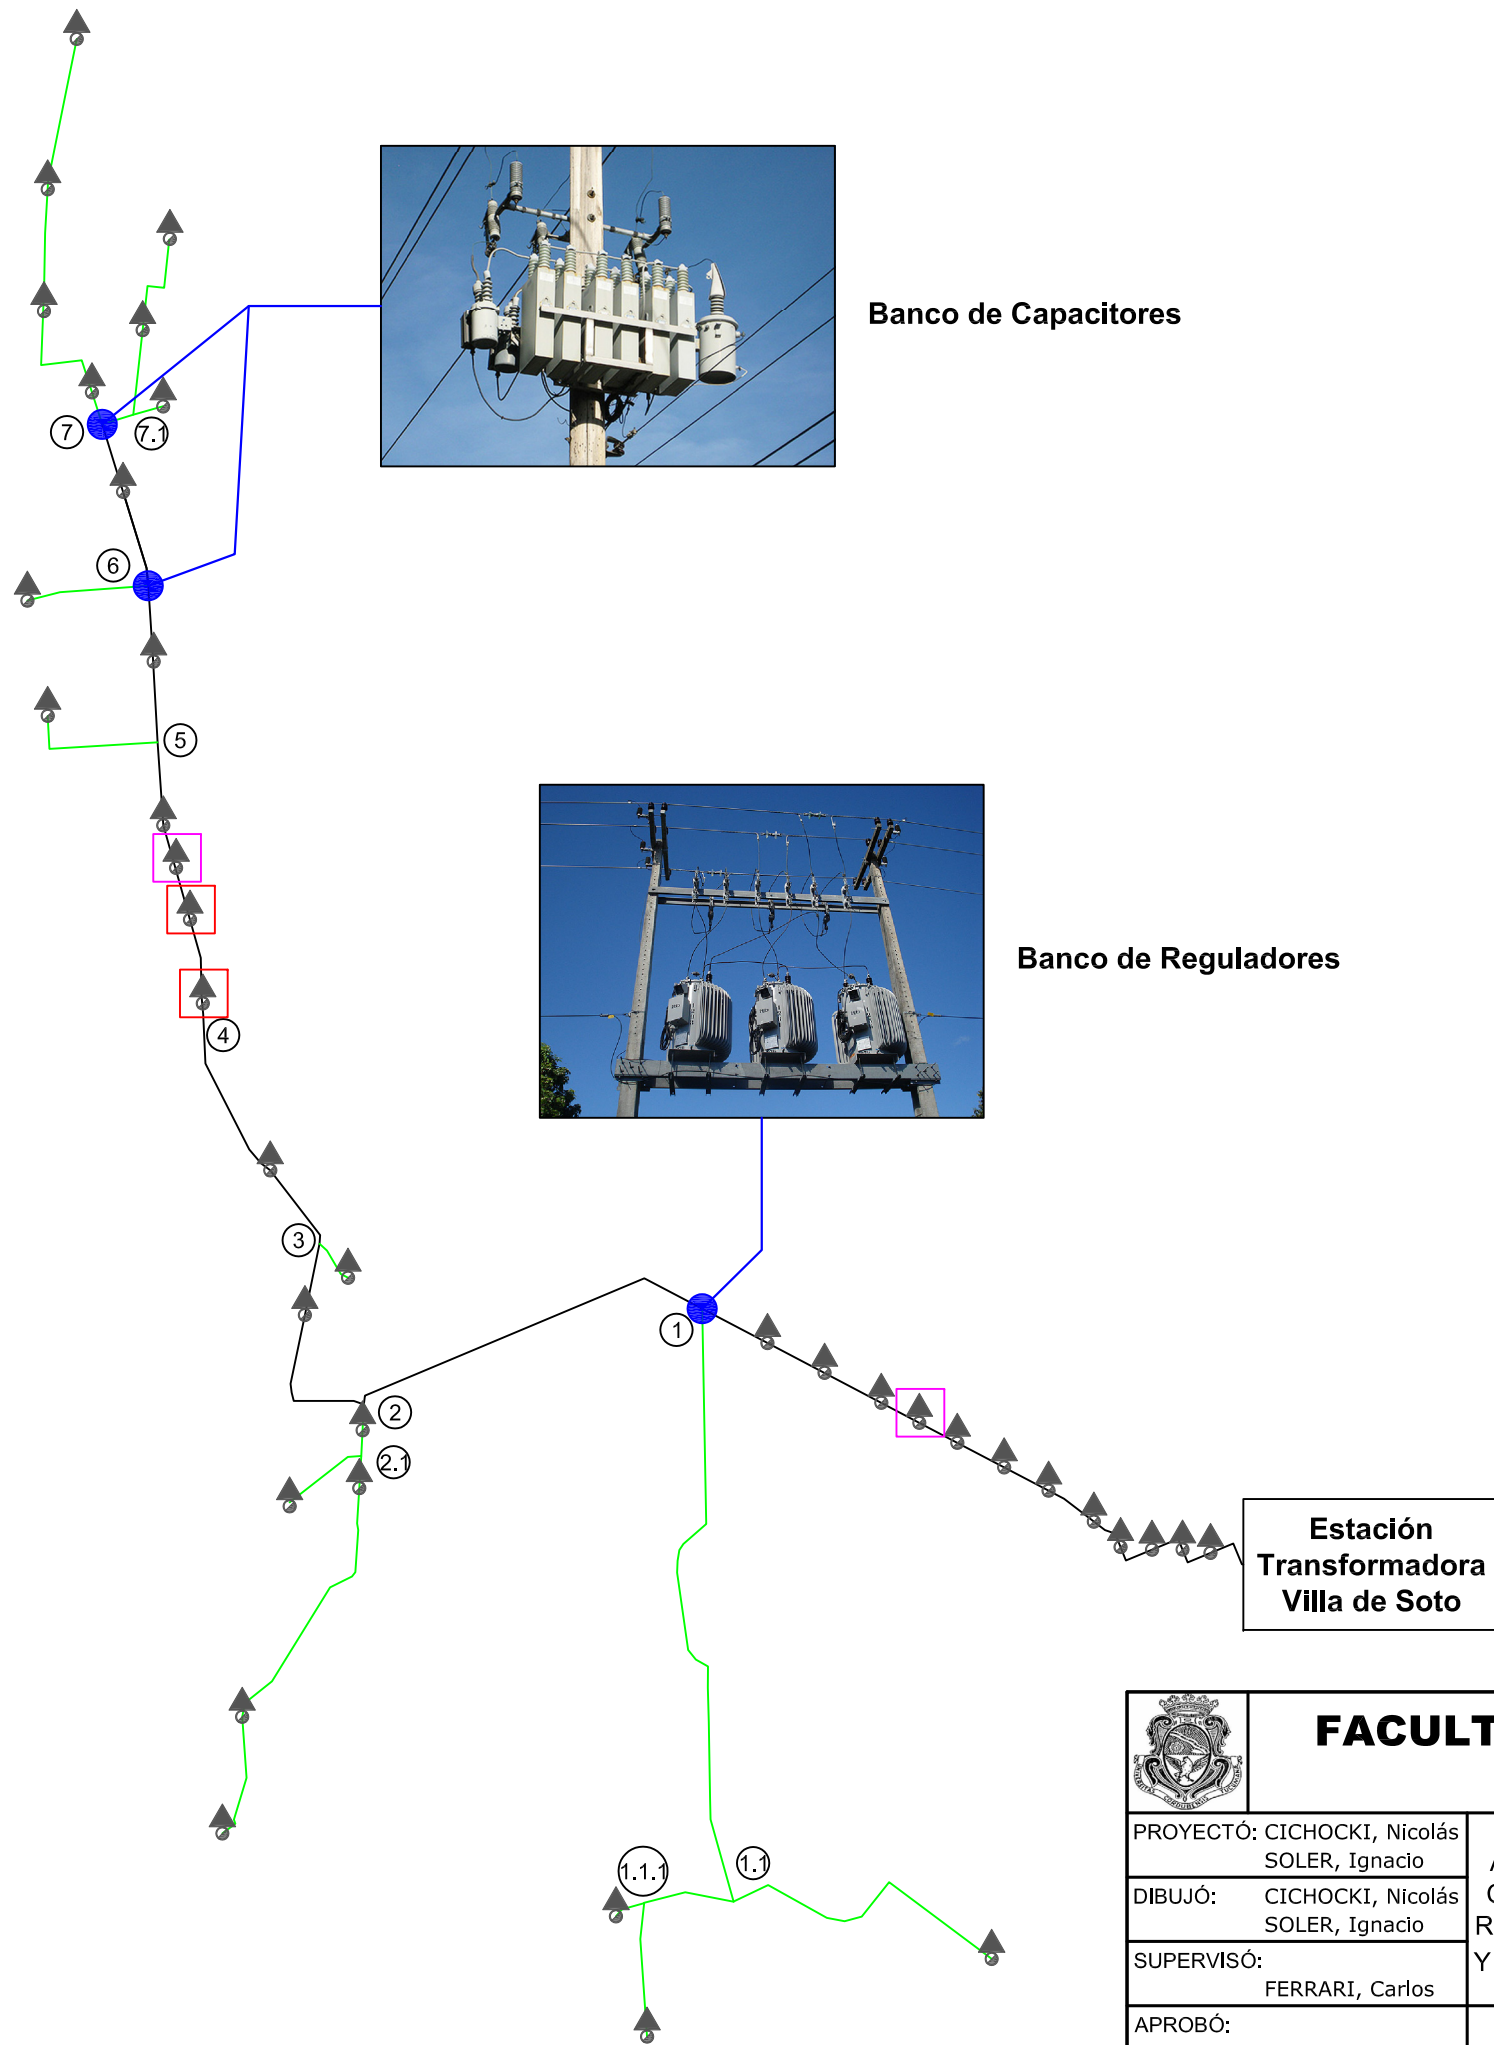 Banco de Capacitores
7
7.1
6
5
Banco de Reguladores
4
3
1
2
2.1
Estación
Transformadora
Villa de Soto
FACULT
PROYECTÓ: CICHOCKI, Nicolás
SOLER, Ignacio
DIBUJÓ: CICHOCKI, Nicolás
SOLER, Ignacio
R
SUPERVISÓ:
Y
FERRARI, Carlos
APROBÓ:
1.1.1
1.1